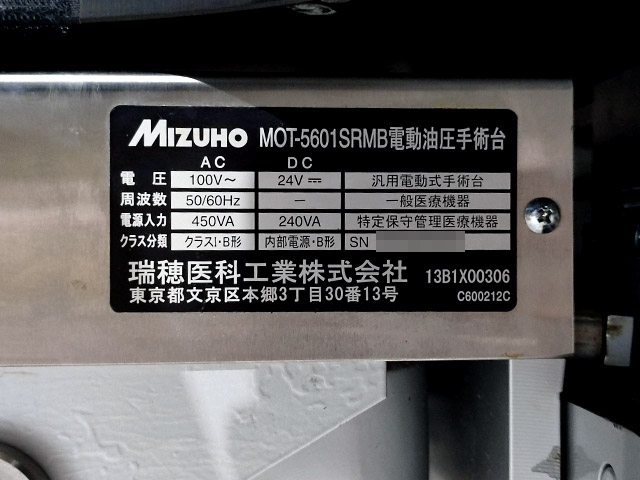 MIZUHO MOT-5601SRMB電動油圧手術台
AC DC
電圧 100V～ 24V⎓ 汎用電動式手術台
周波数 50/60Hz － 一般医療機器
電源入力 450VA 240VA 特定保守管理医療機器
クラス分類 クラスI・B形 内部電源・B形 SN
瑞穂医科工業株式会社 13B1X00306
東京都文京区本郷3丁目30番13号 C600212C